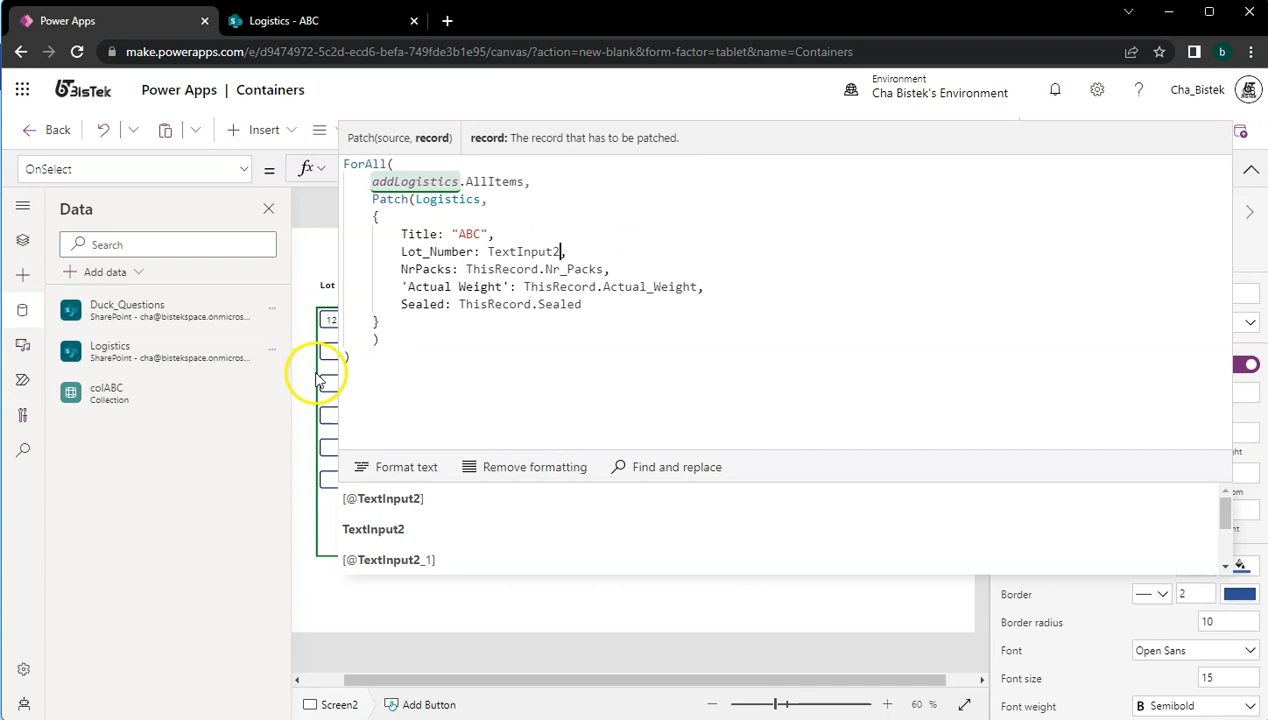 Power Apps
Logistics - ABC
make.powerapps.com/e/d9474972-5c2d-ecd6-befa-749fde3b1e95/canvas/?action=new-blank&form-factor=tablet&name=Containers
b
BisTek
Power Apps | Containers
Environment
Cha Bistek's Environment
Cha_Bistek
Back
Insert
Patch(source, record)
record: The record that has to be patched.
OnSelect
=
fx
ForAll(
addLogistics.AllItems,
Patch(Logistics,
{
Title: "ABC",
Lot_Number: TextInput2,
NrPacks: ThisRecord.Nr_Packs,
'Actual Weight': ThisRecord.Actual_Weight,
Sealed: ThisRecord.Sealed
}
)
)
Data
Search
Add data
Duck_Questions
SharePoint - cha@bistekspace.onmicros...
Logistics
SharePoint - cha@bistekspace.onmicros...
colABC
Collection
Lot
12
Format text
Remove formatting
Find and replace
[@TextInput2]
TextInput2
[@TextInput2_1]
Border
2
Border radius
10
Font
Open Sans
Font size
15
Font weight
B Semibold
Screen2
Add Button
60 %